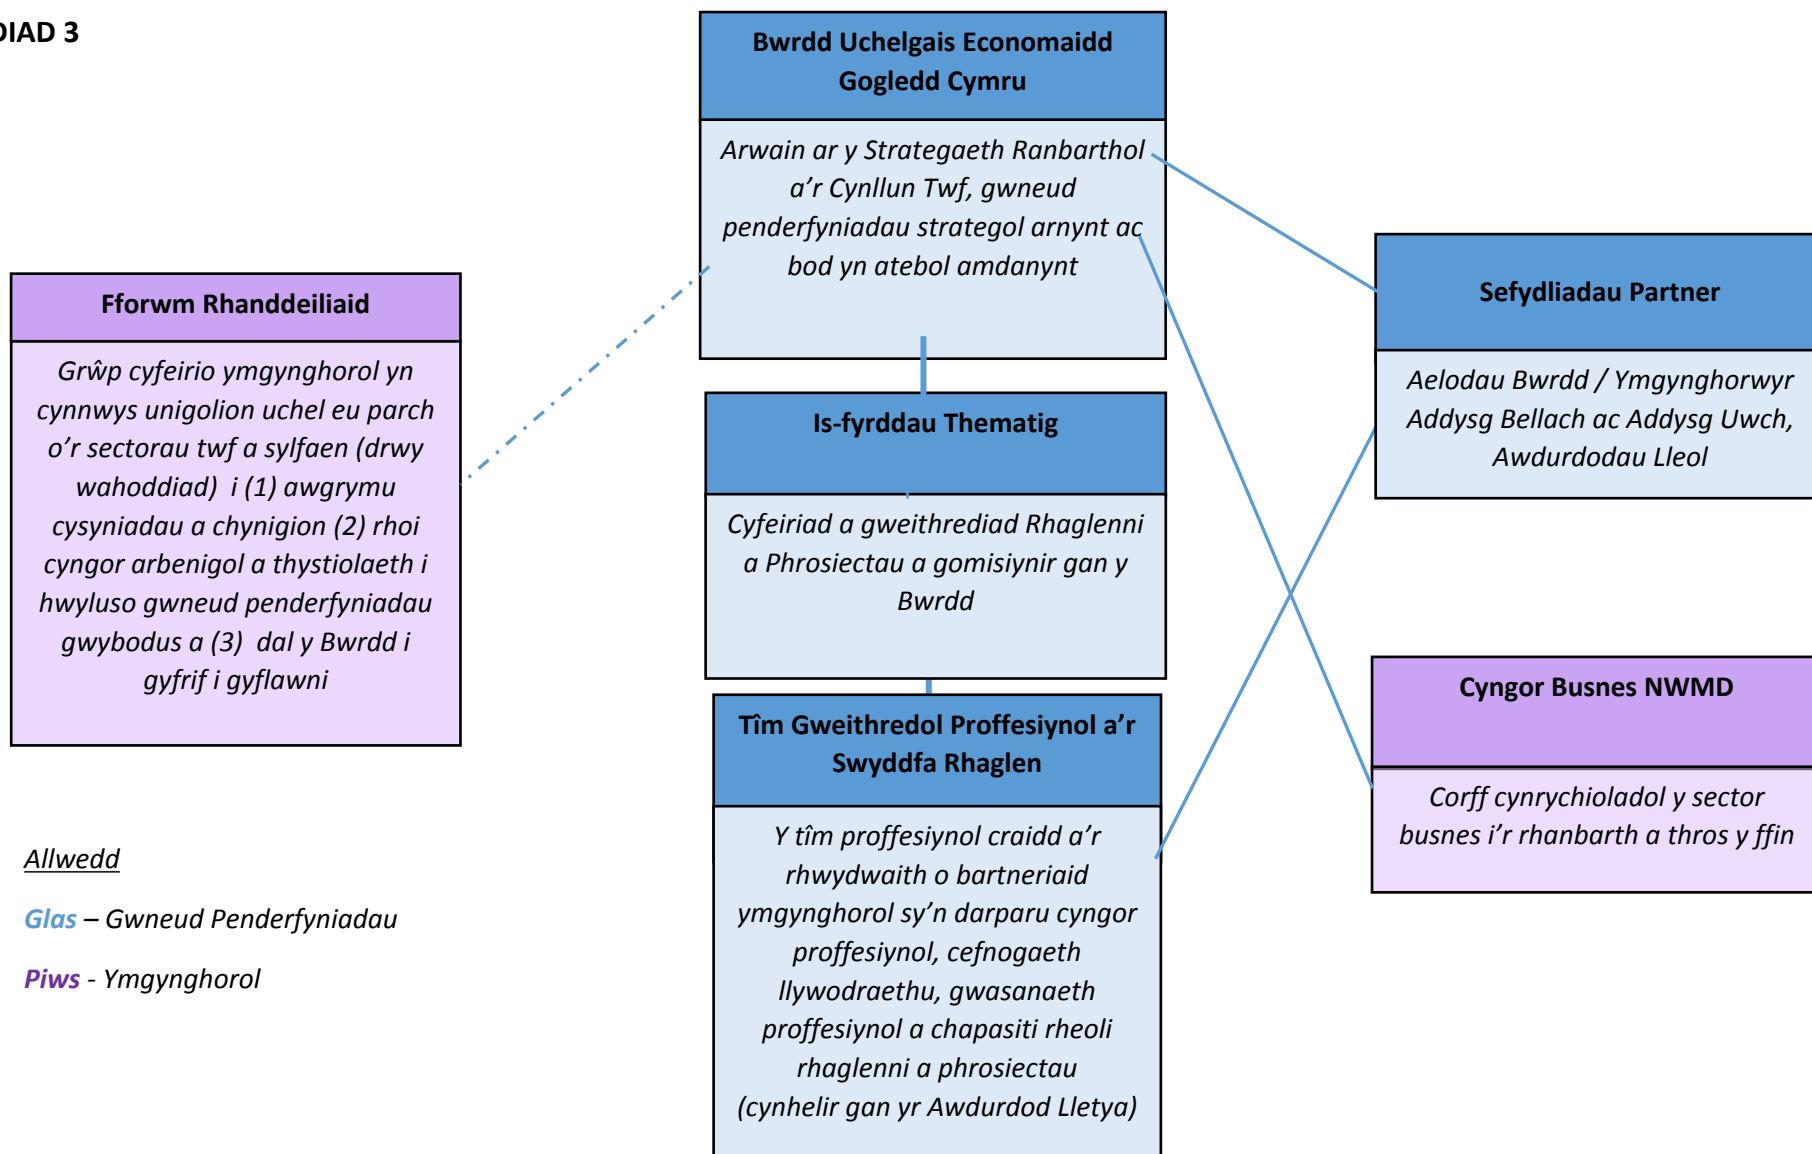 DIAD 3
Bwrdd Uchelgais Economaidd
Gogledd Cymru
Arwain ar y Strategaeth Ranbarthol
a’r Cynllun Twf, gwneud
penderfyniadau strategol arnynt ac
bod yn atebol amdanynt
Fforwm Rhanddeiliaid
Grŵp cyfeirio ymgynghorol yn
cynnwys unigolion uchel eu parch
o’r sectorau twf a sylfaen (drwy
wahoddiad) i (1) awgrymu
cysyniadau a chynigion (2) rhoi
cyngor arbenigol a thystiolaeth i
hwyluso gwneud penderfyniadau
gwybodus a (3) dal y Bwrdd i
gyfrif i gyflawni
Sefydliadau Partner
Aelodau Bwrdd / Ymgynghorwyr
Addysg Bellach ac Addysg Uwch,
Awdurdodau Lleol
Is-fyrddau Thematig
Cyfeiriad a gweithrediad Rhaglenni
a Phrosiectau a gomisiynir gan y
Bwrdd
Cyngor Busnes NWMD
Corff cynrychioladol y sector
busnes i’r rhanbarth a thros y ffin
Tîm Gweithredol Proffesiynol a’r
Swyddfa Rhaglen
Y tîm proffesiynol craidd a’r
rhwydwaith o bartneriaid
ymgynghorol sy’n darparu cyngor
proffesiynol, cefnogaeth
llywodraethu, gwasanaeth
proffesiynol a chapasiti rheoli
rhaglenni a phrosiectau
(cynhelir gan yr Awdurdod Lletya)
Allwedd
Glas – Gwneud Penderfyniadau
Piws - Ymgynghorol